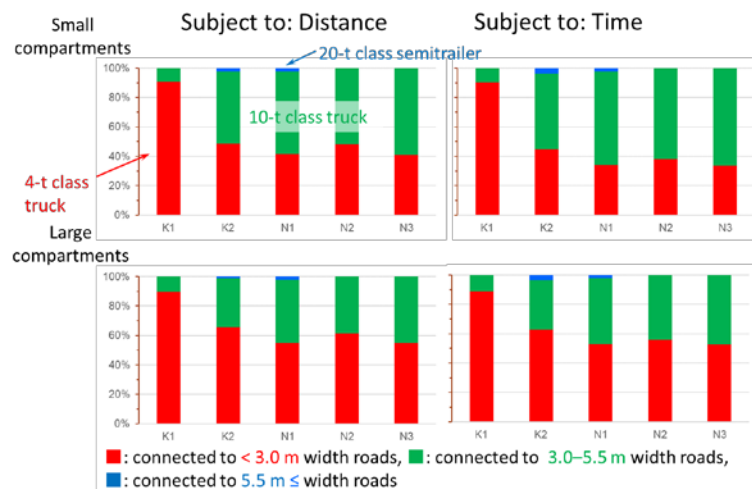 Small
compartments
Subject to: Distance
Subject to: Time
20-t class semitrailer
100%
80%
60%
40%
20%
0%
10-t class truck
4-t class
truck
K1 K2 N1 N2 N3
K1 K2 N1 N2 N3
Large
compartments
100%
80%
60%
40%
20%
0%
K1 K2 N1 N2 N3
K1 K2 N1 N2 N3
: connected to < 3.0 m width roads, : connected to 3.0–5.5 m width roads,
: connected to 5.5 m ≤ width roads